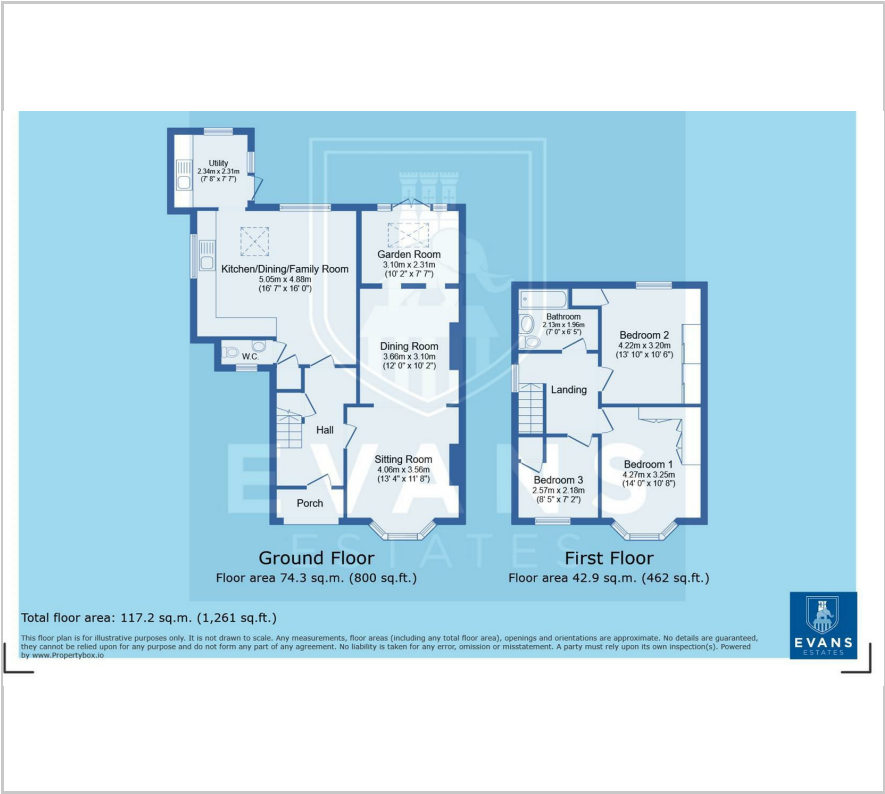 Utility
2.34m x 2.31m
(7' 8" x 7' 7")
Kitchen/Dining/Family Room
5.05m x 4.88m
(16' 7" x 16' 0")
Garden Room
3.10m x 2.31m
(10' 2" x 7' 7")
W.C.
Dining Room
3.66m x 3.10m
(12' 0" x 10' 2")
Hall
Sitting Room
4.06m x 3.56m
(13' 4" x 11' 8")
Porch
Bathroom
2.13m x 1.96m
(7' 0" x 6' 5")
Bedroom 2
4.22m x 3.20m
(13' 10" x 10' 6")
Landing
Bedroom 3
2.57m x 2.18m
(8' 5" x 7' 2")
Bedroom 1
4.27m x 3.25m
(14' 0" x 10' 8")
EVANS
ESTATES
Ground Floor
Floor area 74.3 sq.m. (800 sq.ft.)
First Floor
Floor area 42.9 sq.m. (462 sq.ft.)
Total floor area: 117.2 sq.m. (1,261 sq.ft.)
This floor plan is for illustrative purposes only. It is not drawn to scale. Any measurements, floor areas (including any total floor area), openings and orientations are approximate. No details are guaranteed,
they cannot be relied upon for any purpose and do not form any part of any agreement. No liability is taken for any error, omission or misstatement. A party must rely upon its own inspection(s). Powered
by www.Propertybox.io
EVANS
ESTATES